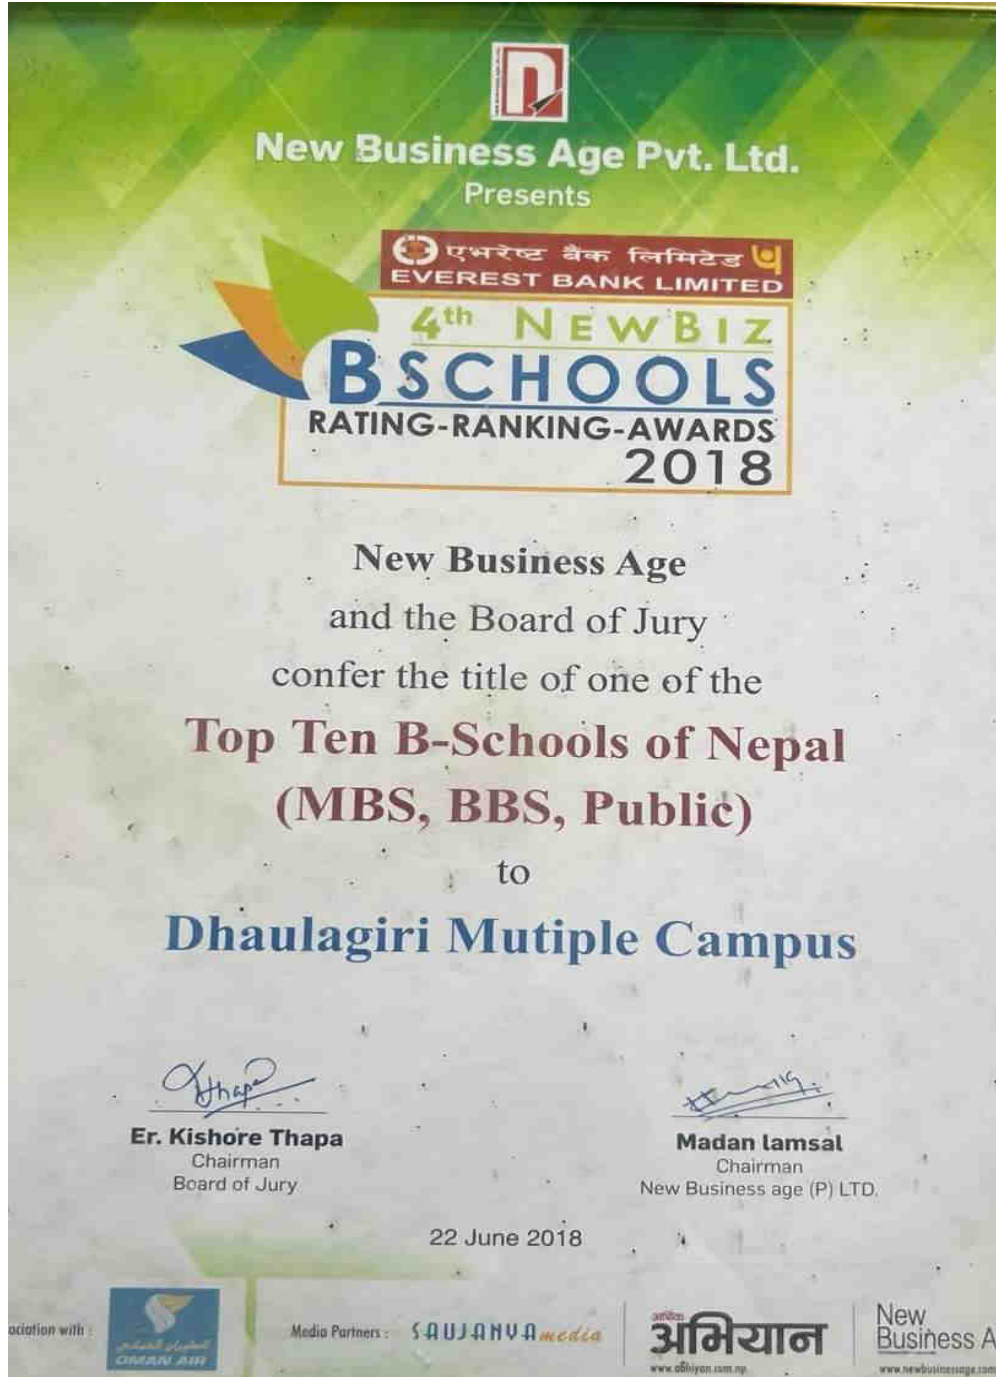 New Business Age Pvt. Ltd.
Presents
एभरेष्ट बैंक लिमिटेड
EVEREST BANK LIMITED
4th NEWBIZ
BSCHOOLS
RATING-RANKING-AWARDS
2018
New Business Age
and the Board of Jury
confer the title of one of the
Top Ten B-Schools of Nepal
(MBS, BBS, Public)
to
Dhaulagiri Mutiple Campus
Er. Kishore Thapa
Chairman
Board of Jury
Madan lamsal
Chairman
New Business age (P) LTD.
22 June 2018
ociation with :
OMAN AIR
Media Partners : SAUJANYA media
आर्थिक
अभियान
www.abhiyan.com.np
New
Business A
www.newbusinessage.com